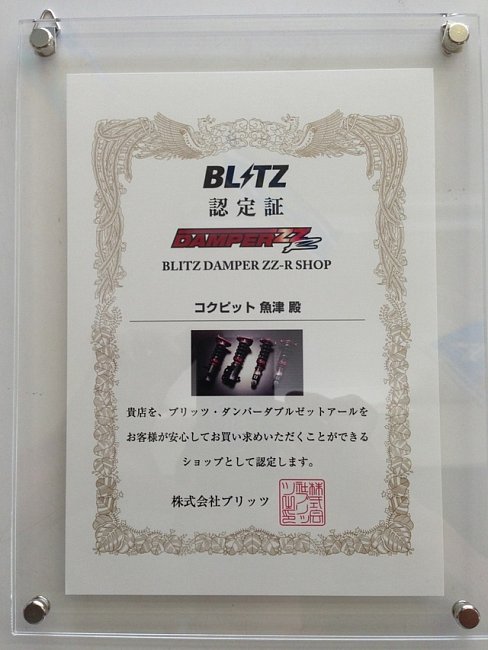 BLITZ
認定証
DAMPER ZZR
BLITZ DAMPER ZZ-R SHOP
コクピット 魚津 殿
貴店を、ブリッツ・ダンパーダブルゼットアールを
お客様が安心してお買い求めいただくことができる
ショップとして認定します。
株式会社ブリッツ